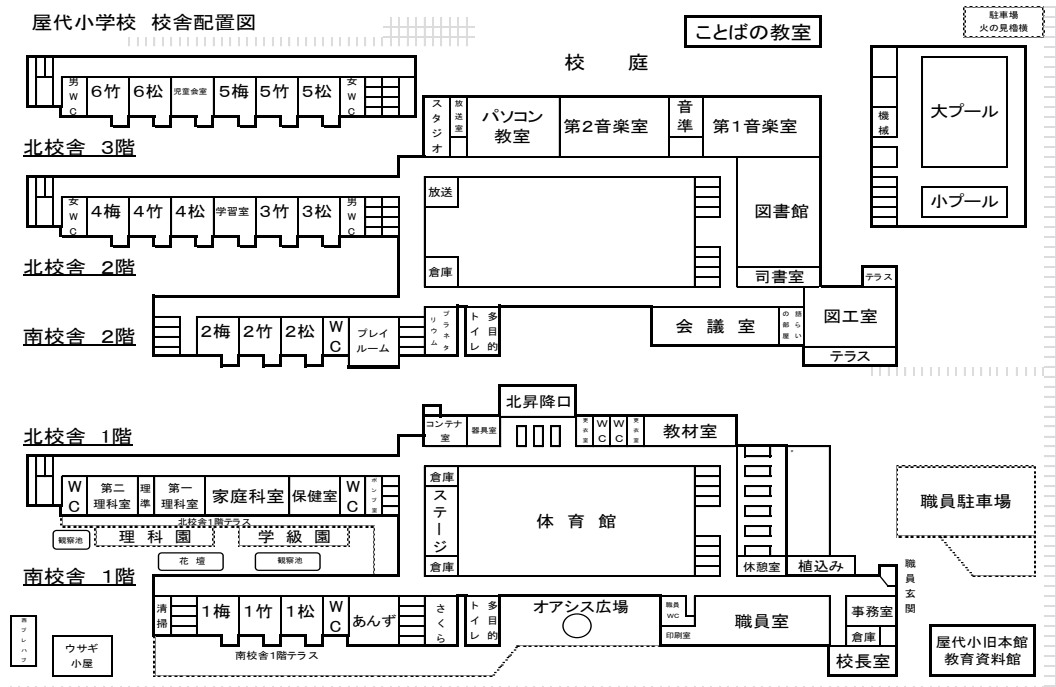 屋代小学校 校舎配置図
ことばの教室
駐車場
火の見櫓横
校 庭
男WC
6竹
6松
児童会室
5梅
5竹
5松
女WC
北校舎 3階
スタジオ
放送室
パソコン
教室
第2音楽室
音準
第1音楽室
機械
大プール
小プール
女WC
4梅
4竹
4松
学習室
3竹
3松
男WC
北校舎 2階
放送
倉庫
図書館
司書室
テラス
南校舎 2階
2梅
2竹
2松
WC
プレイ
ルーム
プラネタリウム
多目的トイレ
会 議 室
語らいの部屋
図工室
テラス
北校舎 1階
北昇降口
コンテナ
室
器具室
更衣室
WC
WC
更衣室
教材室
WC
第二
理科室
理準
第一
理科室
家庭科室
保健室
WC
ポンプ室
倉庫
ステージ
倉庫
体 育 館
職員駐車場
北校舎1階テラス
観察池
理 科 園
学 級 園
花 壇
観察池
休憩室
植込み
職員玄関
南校舎 1階
清掃
1梅
1竹
1松
WC
あんず
さくら
多目的トイレ
オアシス広場
職員
WC
印刷室
職員室
事務室
倉庫
校長室
南校舎1階テラス
西プレハブ
ウサギ
小屋
屋代小旧本館
教育資料館